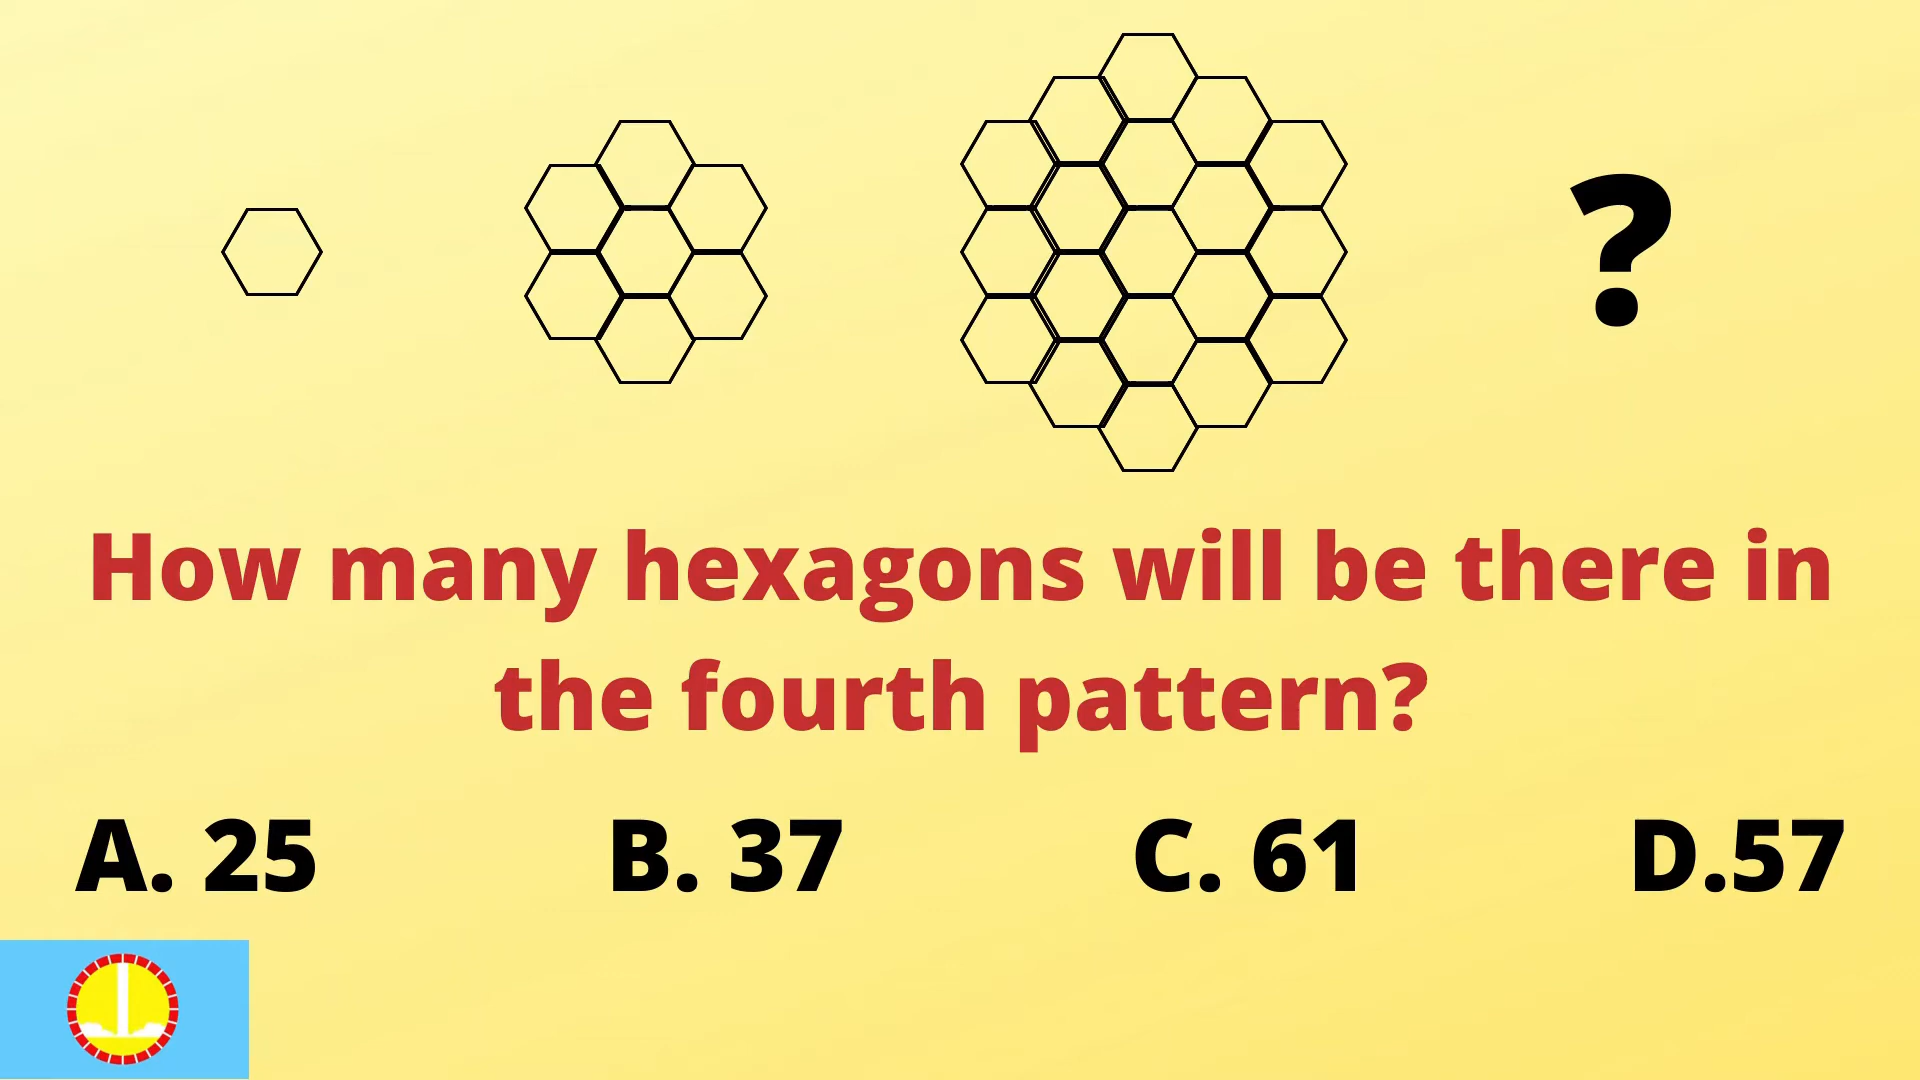 ?
How many hexagons will be there in
the fourth pattern?
A. 25 B. 37 C. 61 D.57